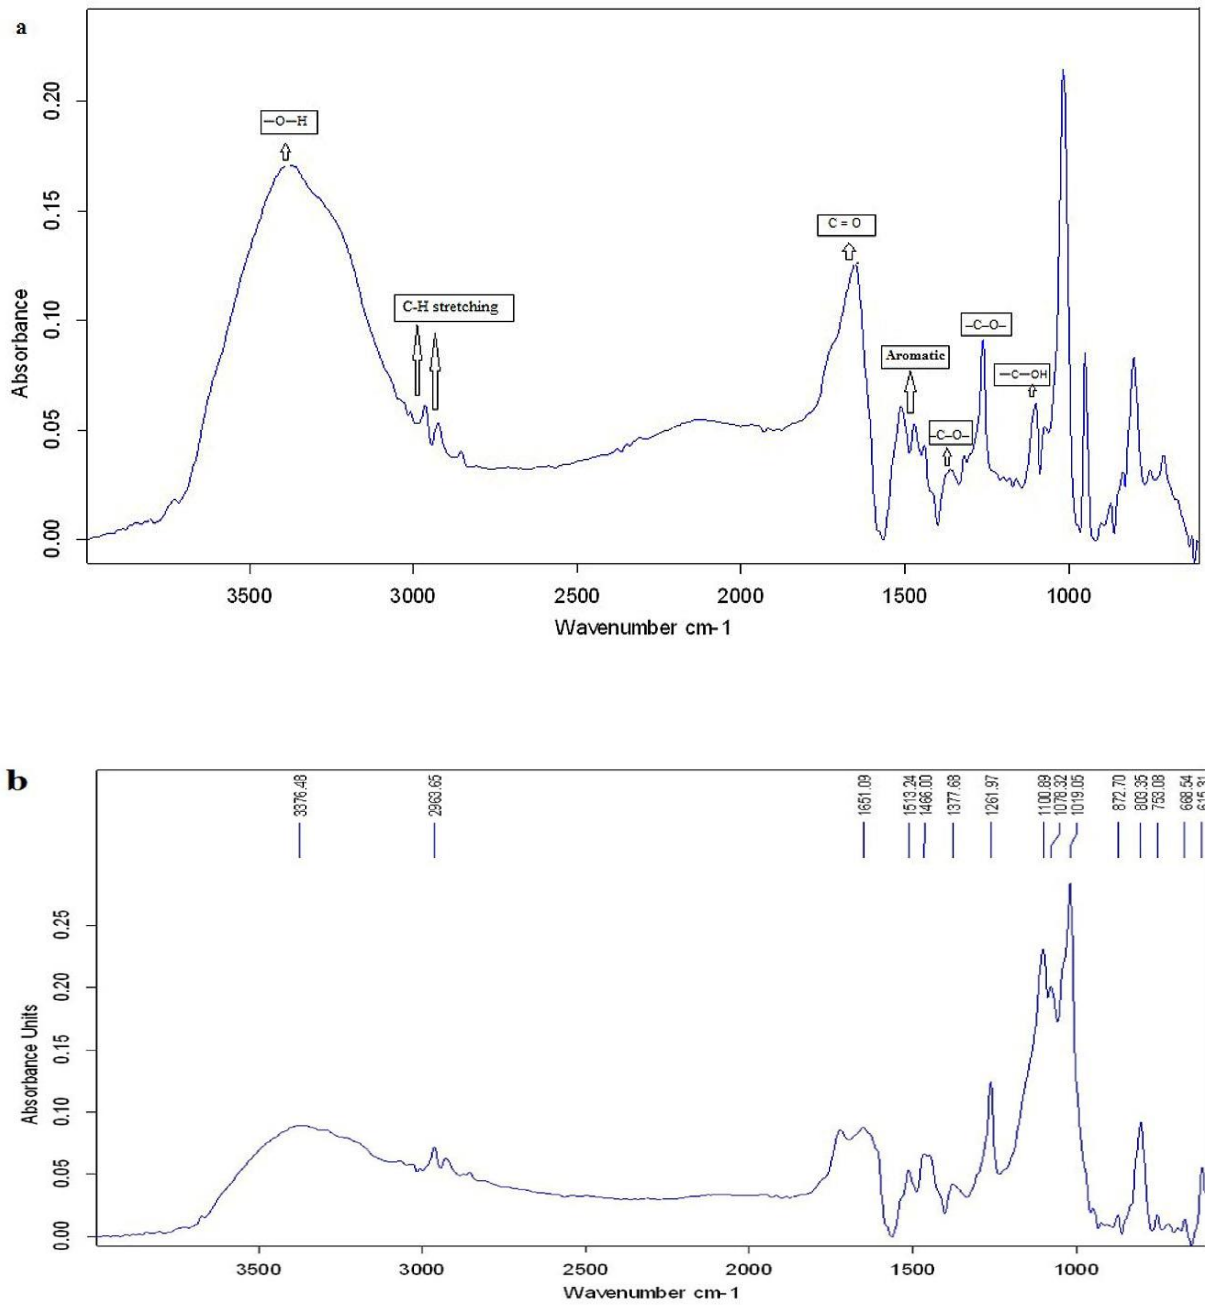 a
Absorbance
0.20
0.15
0.10
0.05
0.00
—O—H
C-H stretching
C = O
Aromatic
–C–O–
–C–O–
—C—OH
3500 3000 2500 2000 1500 1000
Wavenumber cm-1
b
3376.48 2963.65 1651.09 1513.24 1466.00 1377.68 1261.97 1100.89 1078.32 1019.05 872.70 803.35 753.08 668.54
Absorbance Units
0.25
0.20
0.15
0.10
0.05
0.00
3500 3000 2500 2000 1500 1000
Wavenumber cm-1